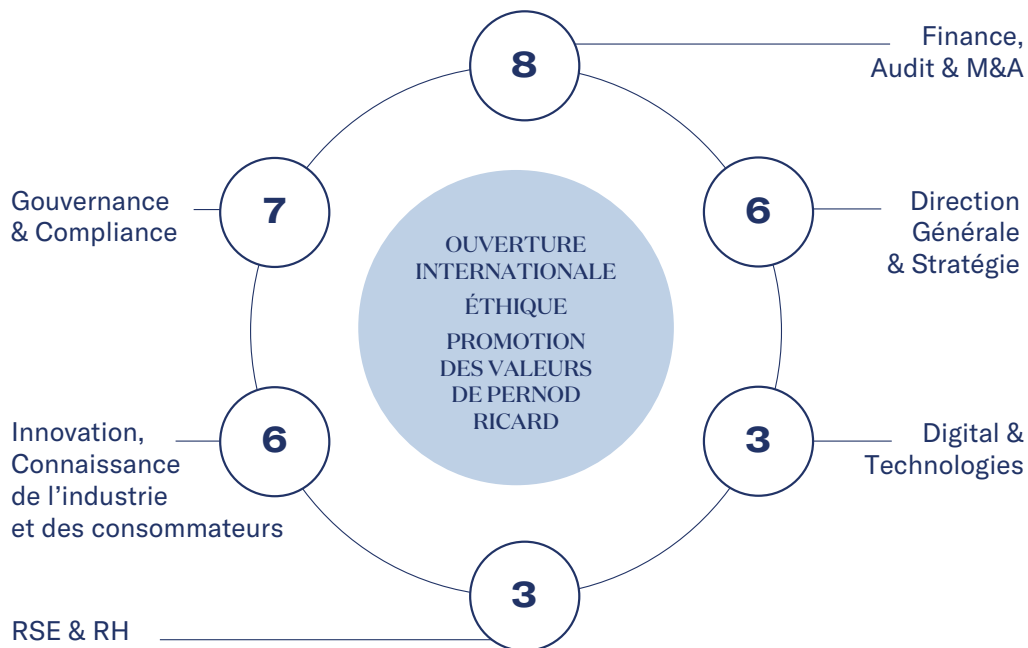 8
Finance,
Audit & M&A
7
Gouvernance
& Compliance
6
Direction
Générale
& Stratégie
OUVERTURE
INTERNATIONALE
ÉTHIQUE
PROMOTION
DES VALEURS
DE PERNOD
RICARD
6
Innovation,
Connaissance
de l’industrie
et des consommateurs
3
Digital &
Technologies
3
RSE & RH